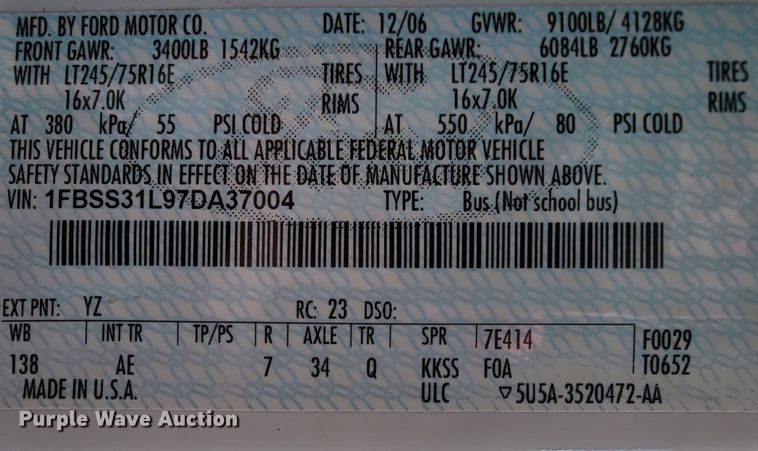 MFD. BY FORD MOTOR CO. DATE: 12/06 GVWR: 9100LB/ 4128KG
FRONT GAWR: 3400LB 1542KG REAR GAWR: 6084LB 2760KG
WITH LT245/75R16E TIRES WITH LT245/75R16E TIRES
16x7.0K RIMS 16x7.0K RIMS
AT 380 kPa/ 55 PSI COLD AT 550 kPa/ 80 PSI COLD
THIS VEHICLE CONFORMS TO ALL APPLICABLE FEDERAL MOTOR VEHICLE
SAFETY STANDARDS IN EFFECT ON THE DATE OF MANUFACTURE SHOWN ABOVE.
VIN: 1FBSS31L97DA37004 TYPE: Bus (Not school bus)
EXT PNT: YZ RC: 23 DSO:
WB INT TR TP/PS R AXLE TR SPR 7E414 F0029
138 AE 7 34 Q KKSS F0A T0652
MADE IN U.S.A. ULC ▽5U5A-3520472-AA
Purple Wave Auction